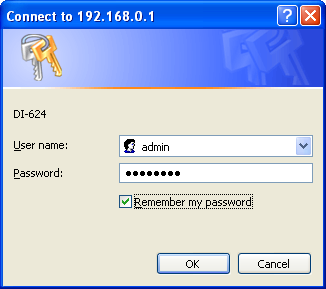 Connect to 192.168.0.1
DI-624
User name:
admin
Password:
••••••••
Remember my password
OK
Cancel